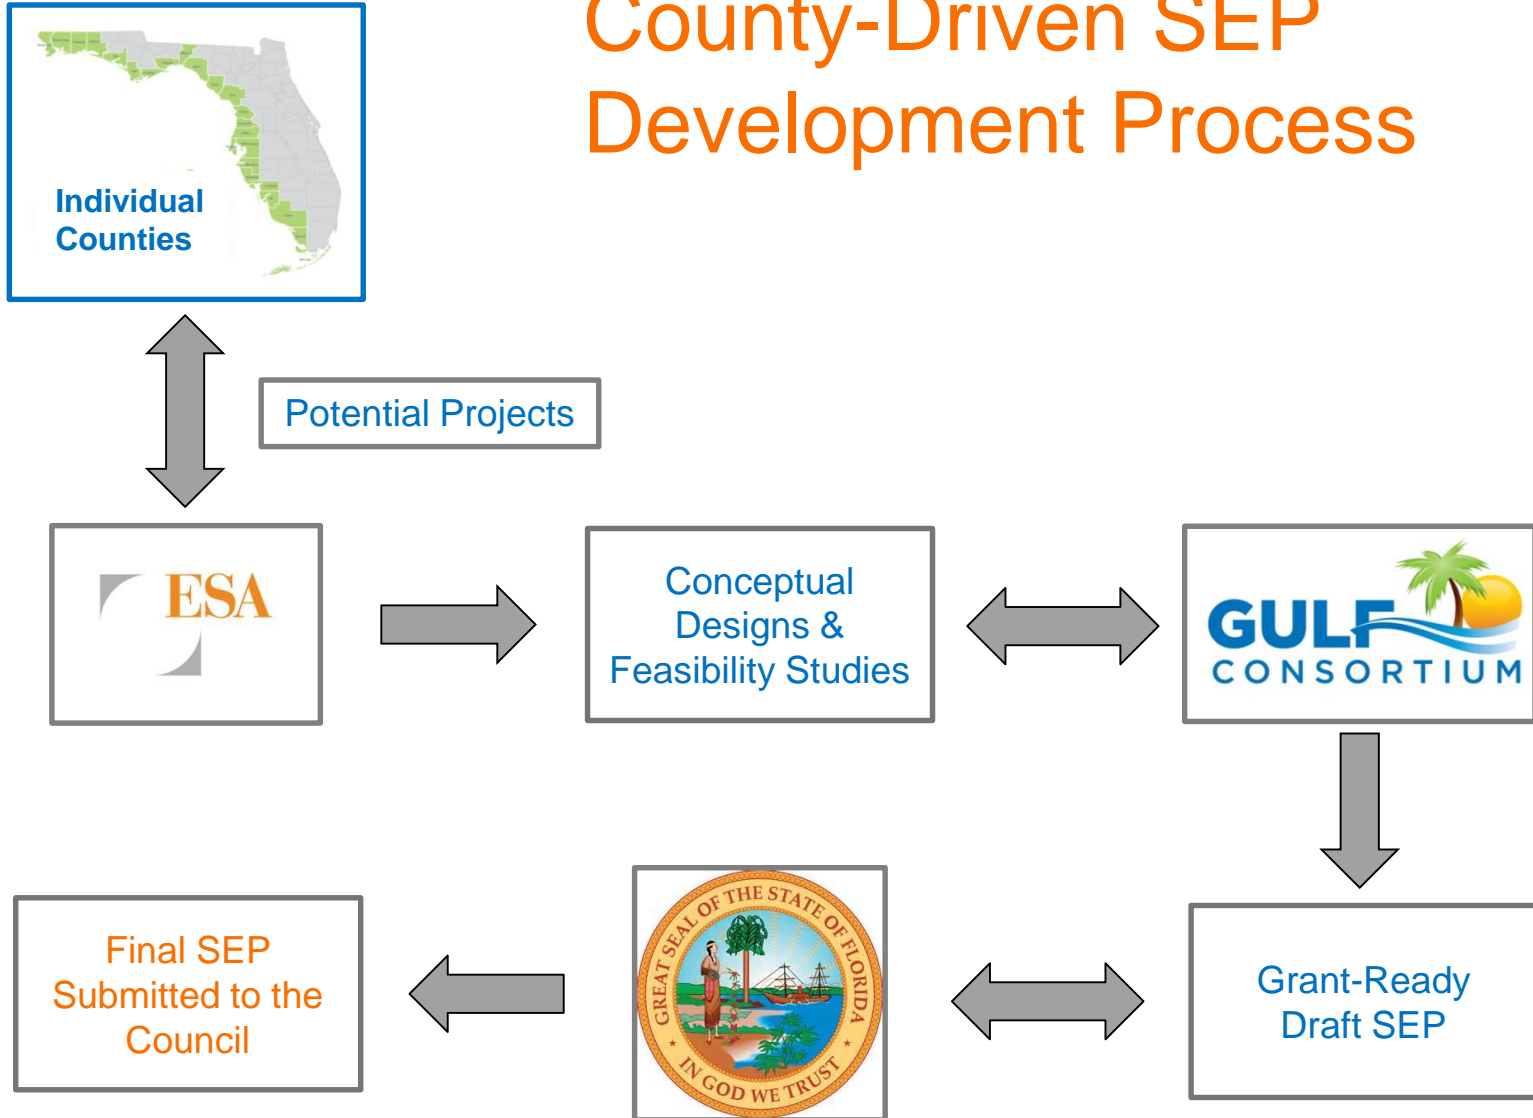 County-Driven SEP
Development Process
Individual
Counties
Potential Projects
ESA
Conceptual
Designs &
Feasibility Studies
GULF
CONSORTIUM
Final SEP
Submitted to the
Council
GREAT SEAL OF THE STATE OF FLORIDA
IN GOD WE TRUST
Grant-Ready
Draft SEP